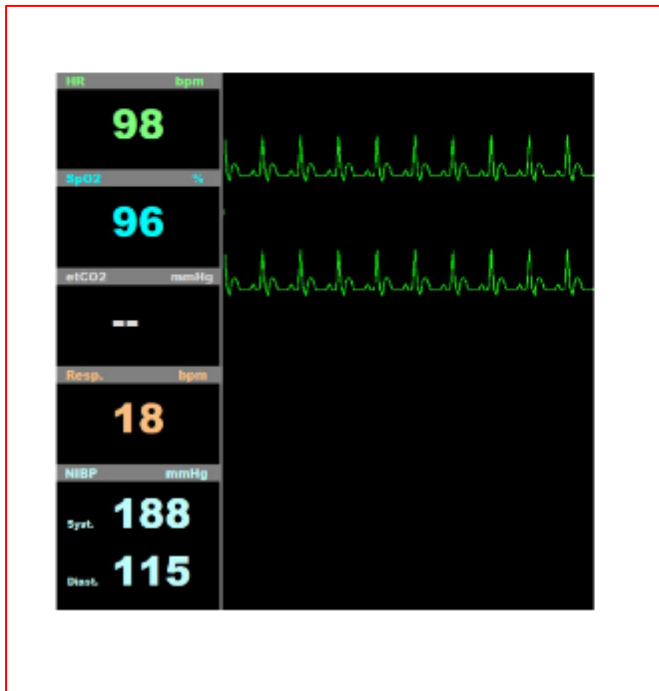 HR bpm
98
SpO2 %
96
etCO2 mmHg
--
Resp. bpm
18
NIBP mmHg
Syst. 188
Diast. 115